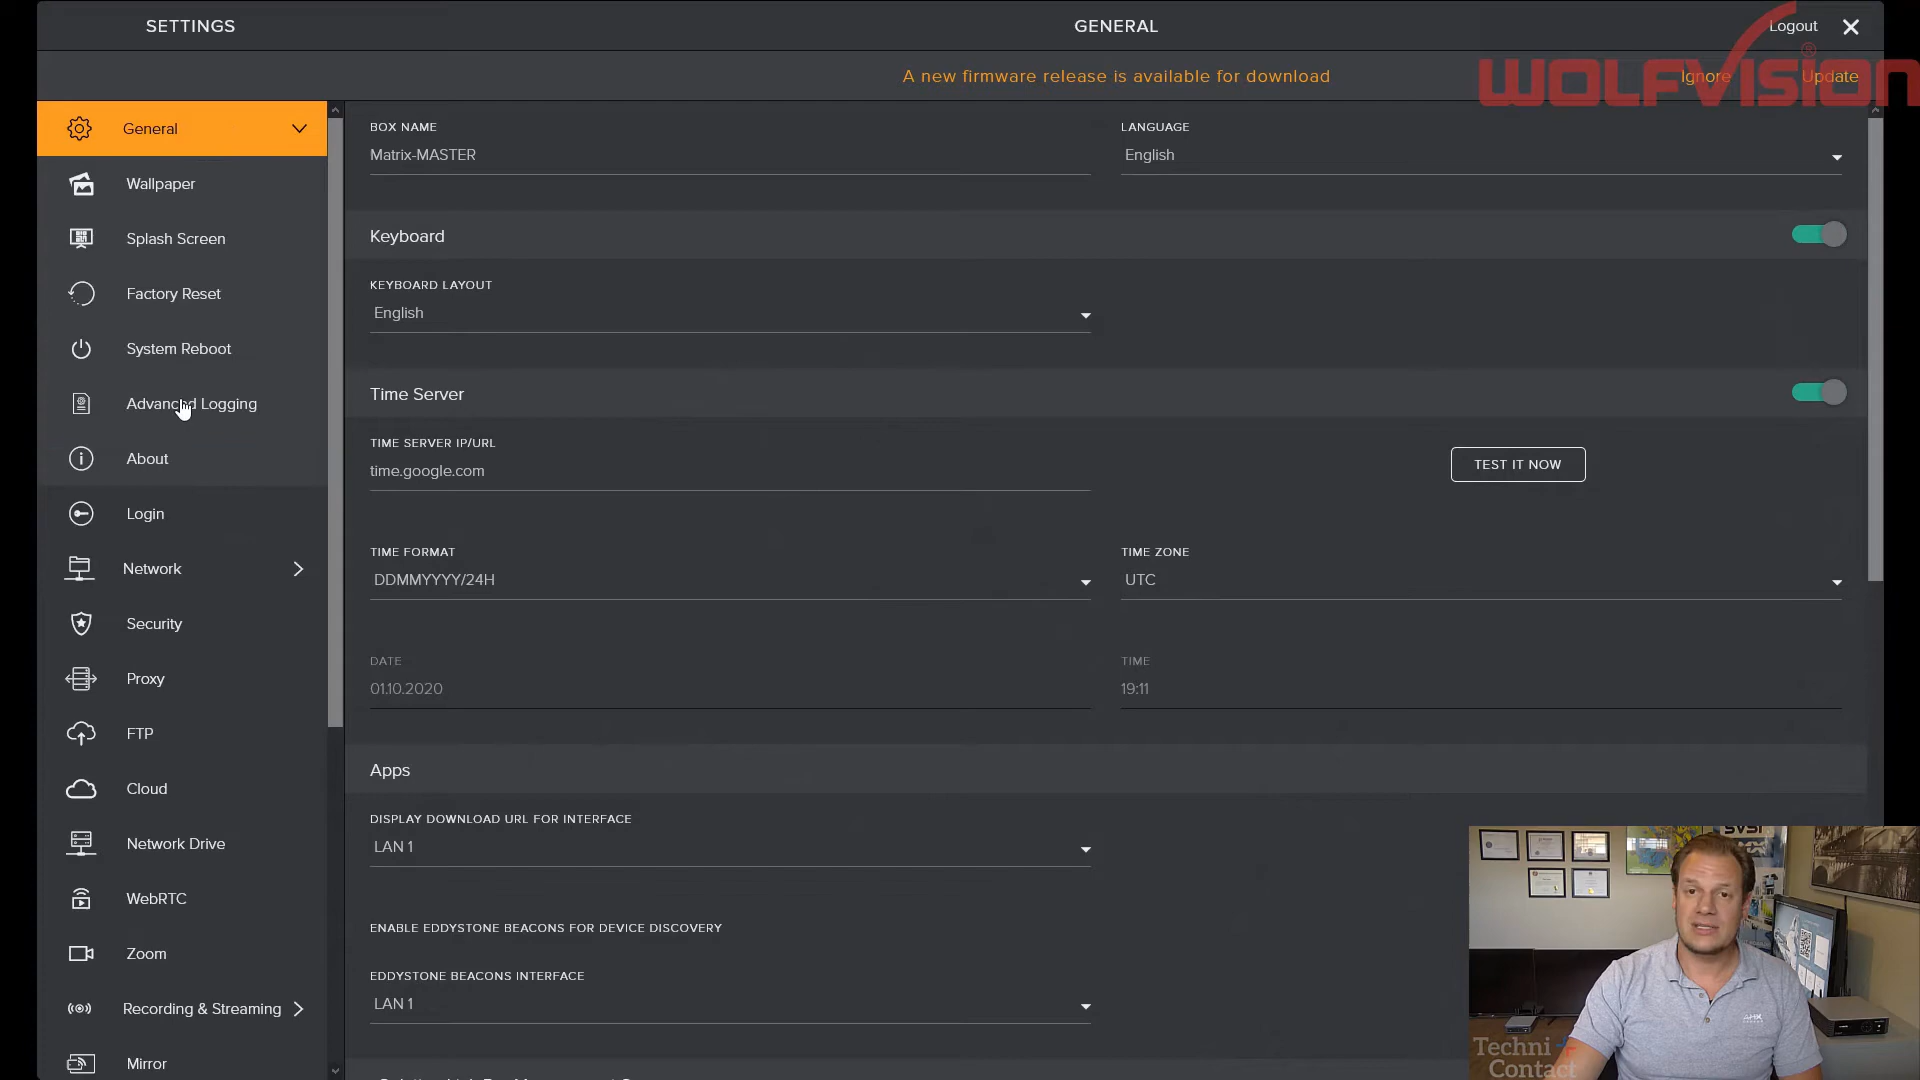 SETTINGS
GENERAL
Logout
A new firmware release is available for download
Ignore
Update
WOLFVISION
®
General
Wallpaper
Splash Screen
Factory Reset
System Reboot
Advanced Logging
About
Login
Network
Security
Proxy
FTP
Cloud
Network Drive
WebRTC
Zoom
Recording & Streaming
Mirror
BOX NAME
Matrix-MASTER
LANGUAGE
English
Keyboard
KEYBOARD LAYOUT
English
Time Server
TIME SERVER IP/URL
time.google.com
TEST IT NOW
TIME FORMAT
DDMMYYYY/24H
TIME ZONE
UTC
DATE
01.10.2020
TIME
19:11
Apps
DISPLAY DOWNLOAD URL FOR INTERFACE
LAN 1
ENABLE EDDYSTONE BEACONS FOR DEVICE DISCOVERY
EDDYSTONE BEACONS INTERFACE
LAN 1
Techni
Contact